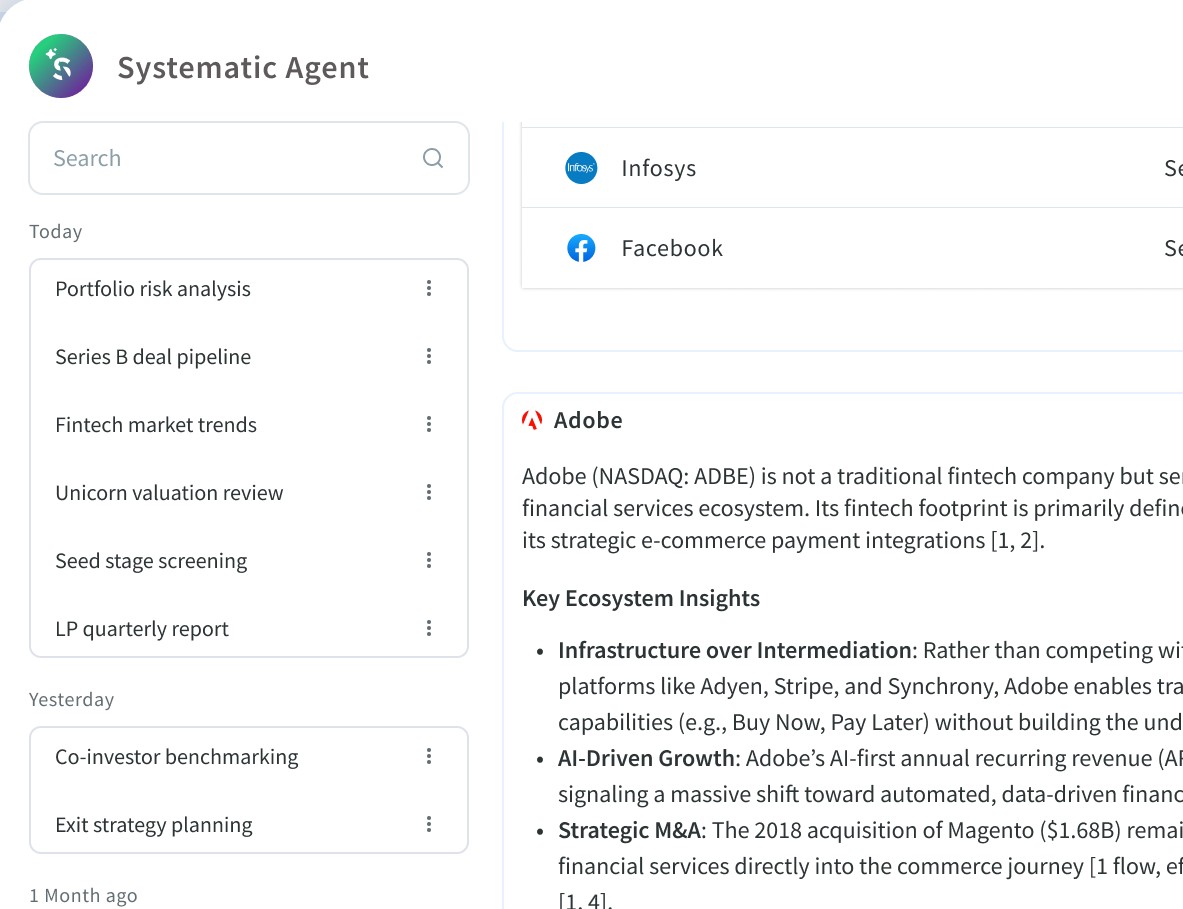 Systematic Agent
Search
Today
Portfolio risk analysis
Series B deal pipeline
Fintech market trends
Unicorn valuation review
Seed stage screening
LP quarterly report
Yesterday
Co-investor benchmarking
Exit strategy planning
1 Month ago
Infosys
Infosys
Se
Facebook
Se
Adobe
Adobe (NASDAQ: ADBE) is not a traditional fintech company but ser
financial services ecosystem. Its fintech footprint is primarily define
its strategic e-commerce payment integrations [1, 2].
Key Ecosystem Insights
• Infrastructure over Intermediation: Rather than competing wit
platforms like Adyen, Stripe, and Synchrony, Adobe enables tra
capabilities (e.g., Buy Now, Pay Later) without building the und
• AI-Driven Growth: Adobe’s AI-first annual recurring revenue (AR
signaling a massive shift toward automated, data-driven financ
• Strategic M&A: The 2018 acquisition of Magento ($1.68B) remai
financial services directly into the commerce journey [1 flow, ef
[1, 4].